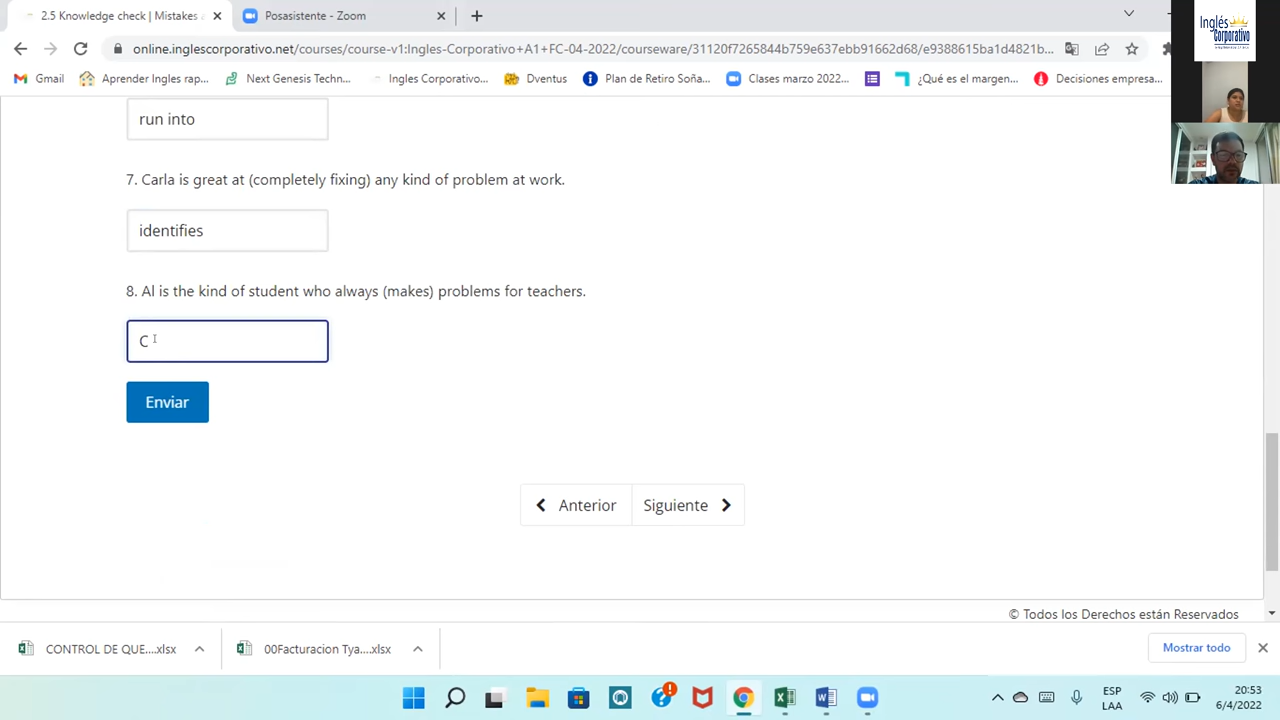 2.5 Knowledge check | Mistakes
Posasistente - Zoom
online.inglescorporativo.net/courses/course-v1:Ingles-Corporativo+A1+FC-04-2022/courseware/31120f7265844b759e637ebb91662d68/e9388615ba1d4821b...
Gmail
Aprender Ingles rap...
Next Genesis Techn...
Ingles Corporativo...
Dventus
Plan de Retiro Soña...
Clases marzo 2022...
¿Qué es el margen...
Decisiones empresa...
Inglés
Corporativo
run into
7. Carla is great at (completely fixing) any kind of problem at work.
identifies
8. Al is the kind of student who always (makes) problems for teachers.
C
Enviar
Anterior
Siguiente
© Todos los Derechos están Reservados
CONTROL DE QUE....xlsx
00Facturacion Tya....xlsx
Mostrar todo
ESP
LAA
20:53
6/4/2022